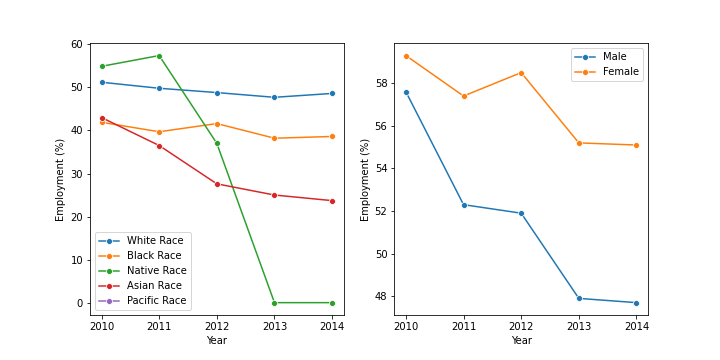 60
50
40
30
20
10
0
Employment (%)
White Race
Black Race
Native Race
Asian Race
Pacific Race
2010 2011 2012 2013 2014
Year
58
56
54
52
50
48
Employment (%)
Male
Female
2010 2011 2012 2013 2014
Year